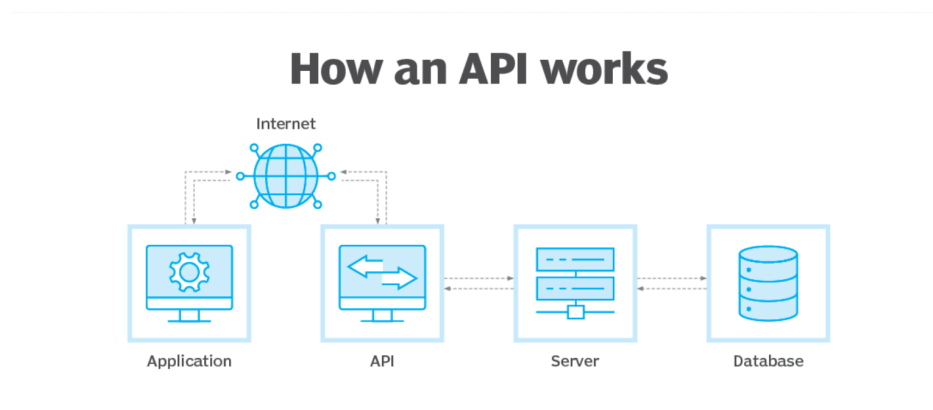 How an API works
Internet
Application
API
Server
Database